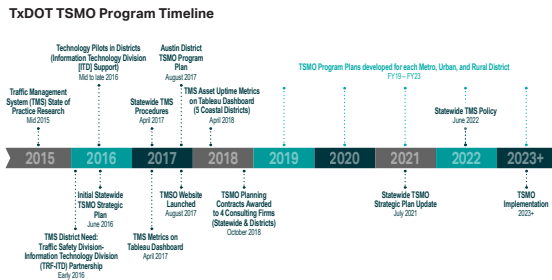 TxDOT TSMO Program Timeline
Technology Pilots in Districts
(Information Technology Division
[ITD] Support)
Mid to late 2016
Austin District
TSMO Program
Plan
August 2017
TSMO Program Plans developed for each Metro, Urban, and Rural District
FY19 – FY23
Traffic Management
System (TMS) State of
Practice Research
Mid 2015
Statewide TMS
Procedures
April 2017
TMS Asset Uptime Metrics
on Tableau Dashboard
(5 Coastal Districts)
April 2018
Statewide TMS Policy
June 2022
2015
2016
2017
2018
2019
2020
2021
2022
2023+
Initial Statewide
TSMO Strategic
Plan
June 2016
TMSO Website
Launched
August 2017
TSMO Planning
Contracts Awarded
to 4 Consulting Firms
(Statewide & Districts)
October 2018
Statewide TSMO
Strategic Plan Update
July 2021
TSMO
Implementation
2023+
TMS District Need:
Traffic Safety Division-
Information Technology Division
(TRF-ITD) Partnership
Early 2016
TMS Metrics on
Tableau Dashboard
April 2017